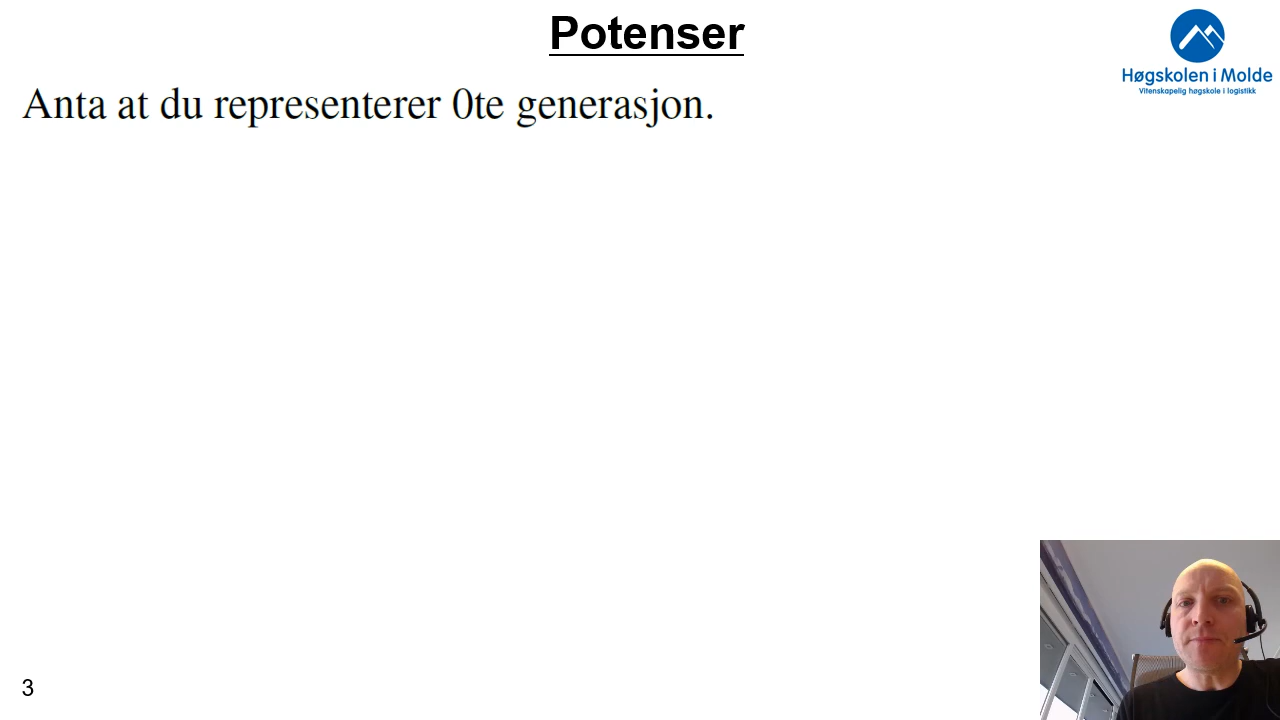 Potenser
Høgskolen i Molde
Vitenskapelig høgskole i logistikk
Anta at du representerer 0te generasjon.
3